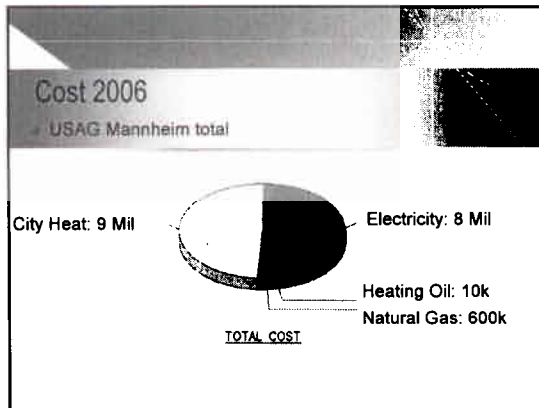 Cost 2006
USAG Mannheim total
City Heat: 9 Mil
Electricity: 8 Mil
Heating Oil: 10k
Natural Gas: 600k
TOTAL COST